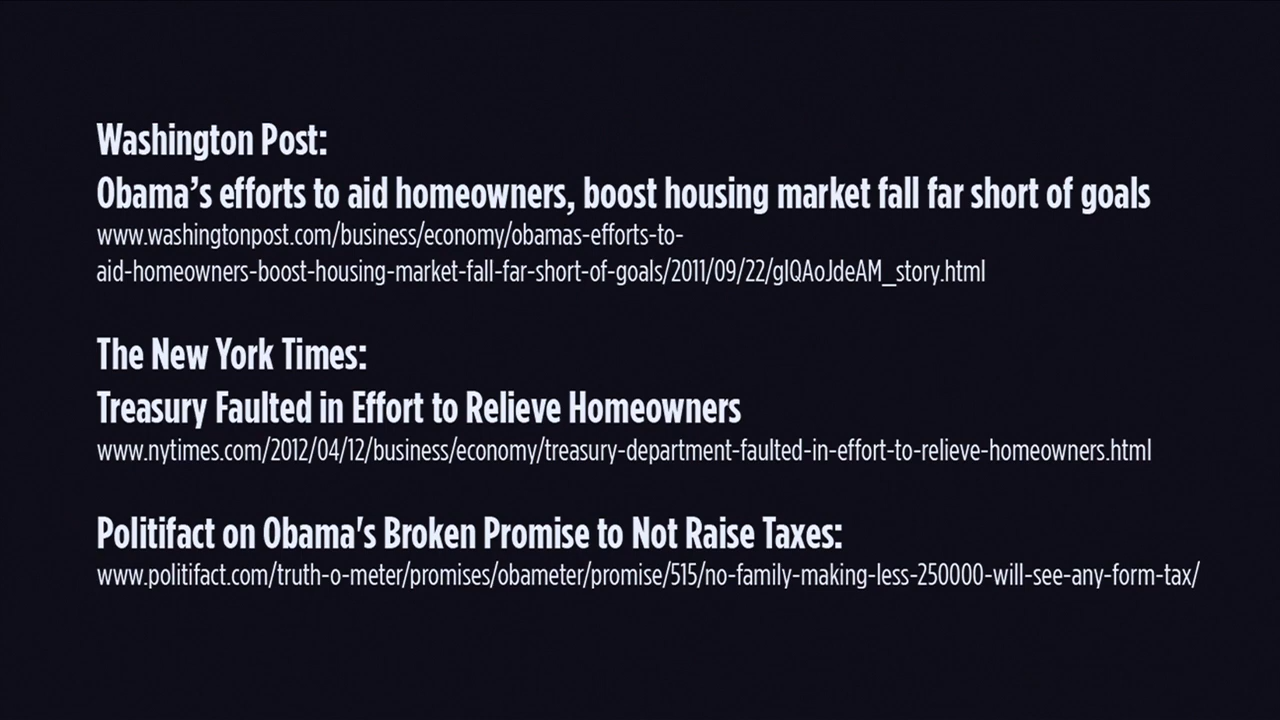 Washington Post:
Obama’s efforts to aid homeowners, boost housing market fall far short of goals
www.washingtonpost.com/business/economy/obamas-efforts-to-
aid-homeowners-boost-housing-market-fall-far-short-of-goals/2011/09/22/gIQAoJdeAM_story.html
The New York Times:
Treasury Faulted in Effort to Relieve Homeowners
www.nytimes.com/2012/04/12/business/economy/treasury-department-faulted-in-effort-to-relieve-homeowners.html
Politifact on Obama's Broken Promise to Not Raise Taxes:
www.politifact.com/truth-o-meter/promises/obameter/promise/515/no-family-making-less-250000-will-see-any-form-tax/